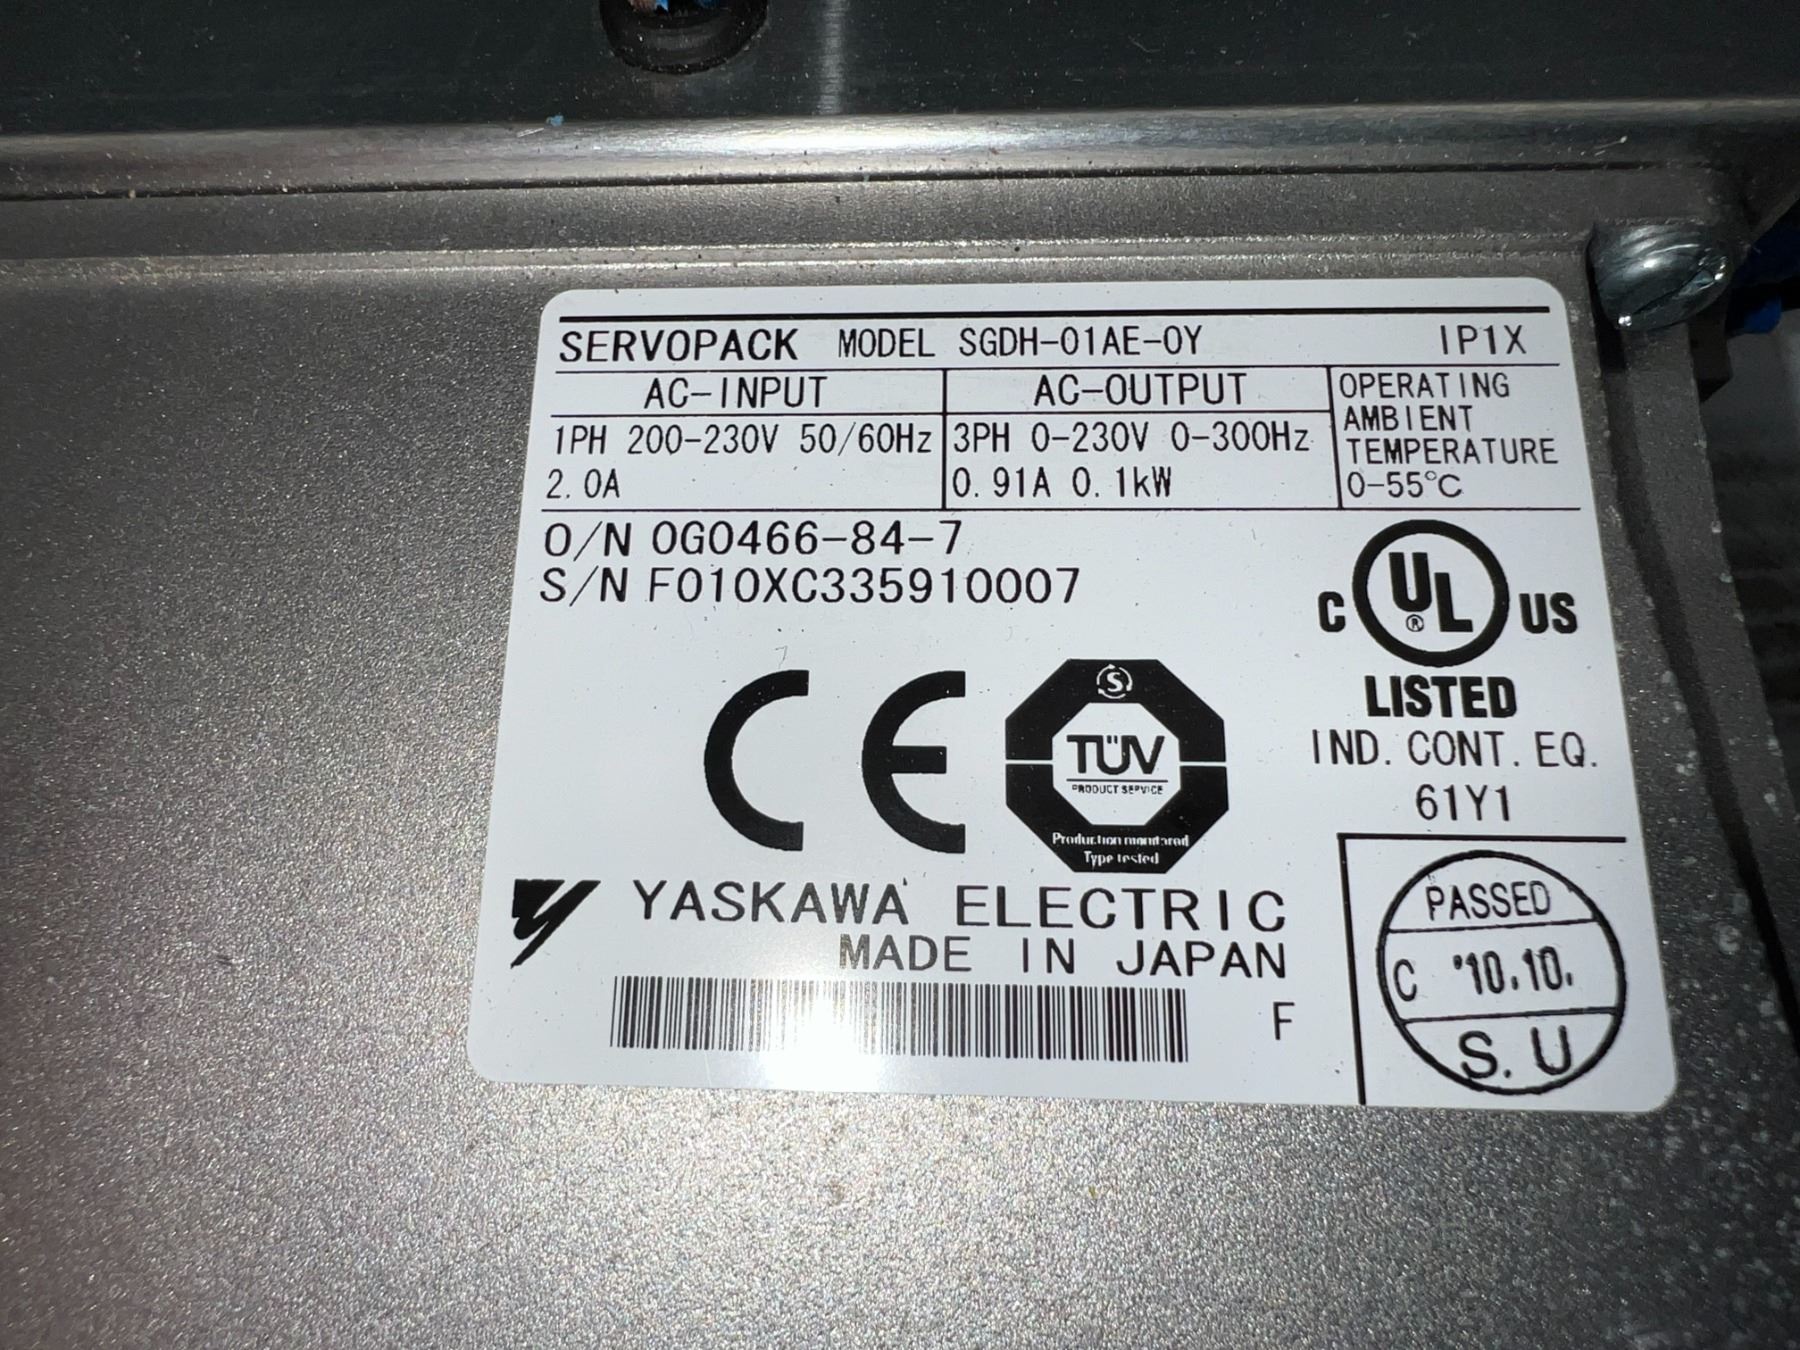 SERVOPACK MODEL SGDH-01AE-OY IP1X
AC-INPUT
1PH 200-230V 50/60Hz
2.0A
AC-OUTPUT
3PH 0-230V 0-300Hz
0.91A 0.1kW
OPERATING
AMBIENT
TEMPERATURE
0-55°C
O/N 0G0466-84-7
S/N F010XC335910007
C UL® US
LISTED
IND. CONT. EQ.
61Y1
CE
S
TÜV
PRODUCT SERVICE
Production monitored
Type tested
YASKAWA ELECTRIC
MADE IN JAPAN
F
PASSED
C '10.10.
S.U